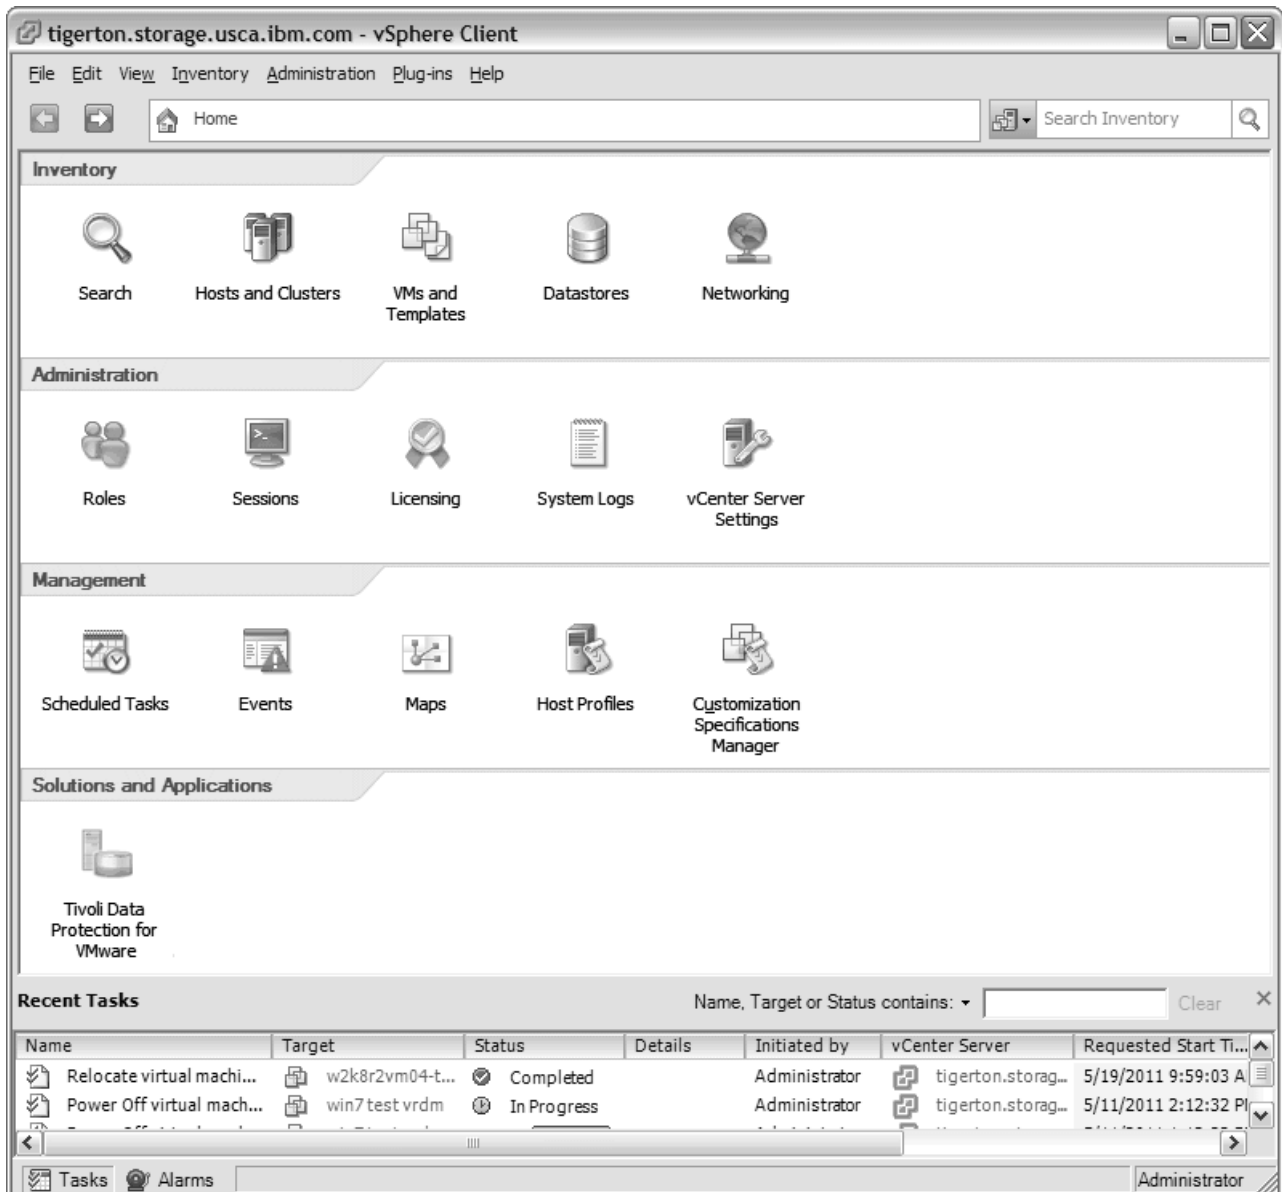 tigerton.storage.usca.ibm.com - vSphere Client
File Edit View Inventory Administration Plug-ins Help
Home
Search Inventory
Inventory
Search
Hosts and Clusters
VMs and
Templates
Datastores
Networking
Administration
Roles
Sessions
Licensing
System Logs
vCenter Server
Settings
Management
Scheduled Tasks
Events
Maps
Host Profiles
Customization
Specifications
Manager
Solutions and Applications
Tivoli Data
Protection for
VMware
Recent Tasks
Name, Target or Status contains:
Clear
Name Target Status Details Initiated by vCenter Server Requested Start Ti...
Relocate virtual machi... w2k8r2vm04-t... Completed Administrator tigerton.storag... 5/19/2011 9:59:03 A
Power Off virtual mach... win7 test vrdm In Progress Administrator tigerton.storag... 5/11/2011 2:12:32 P
Tasks Alarms
Administrator